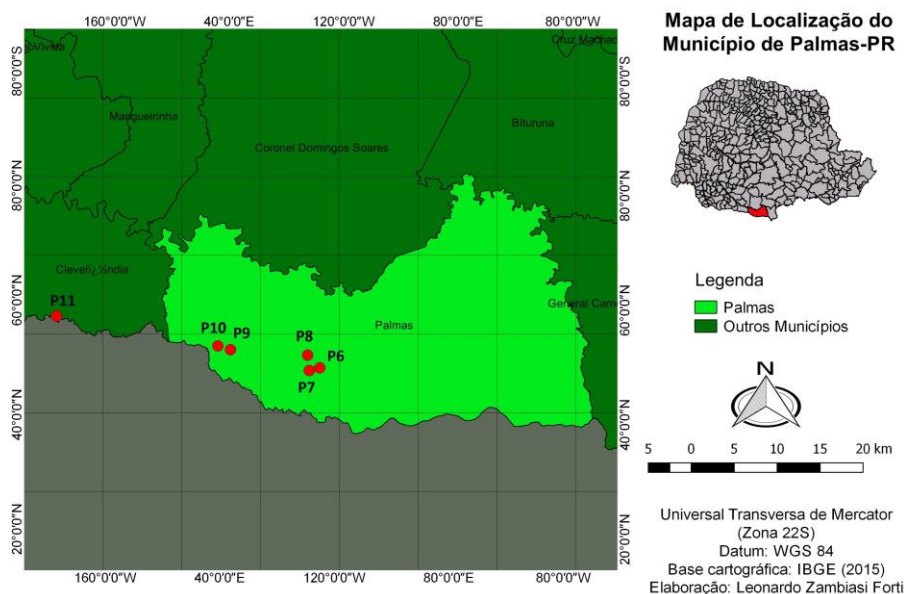 160°0'0"W 40°0'0"W 120°0'0"W 80°0'0"E 80°0'0"W
80°0'0"S
80°0'0"N
60°0'0"N
40°0'0"N
20°0'0"N
Vivida
Mangueirinha
Coronel Domingos Soares
Cruz Machad
Bituruna
Clevelï¿½ndia
General Carn
Palmas
P11
P10
P9
P8
P6
P7
80°0'0"S
80°0'0"N
60°0'0"N
40°0'0"N
20°0'0"N
160°0'0"W 40°0'0"W 120°0'0"W 80°0'0"E 80°0'0"W
Mapa de Localização do
Município de Palmas-PR
Legenda
Palmas
Outros Municípios
N
5 0 5 10 15 20 km
Universal Transversa de Mercator
(Zona 22S)
Datum: WGS 84
Base cartográfica: IBGE (2015)
Elaboração: Leonardo Zambiasi Forti